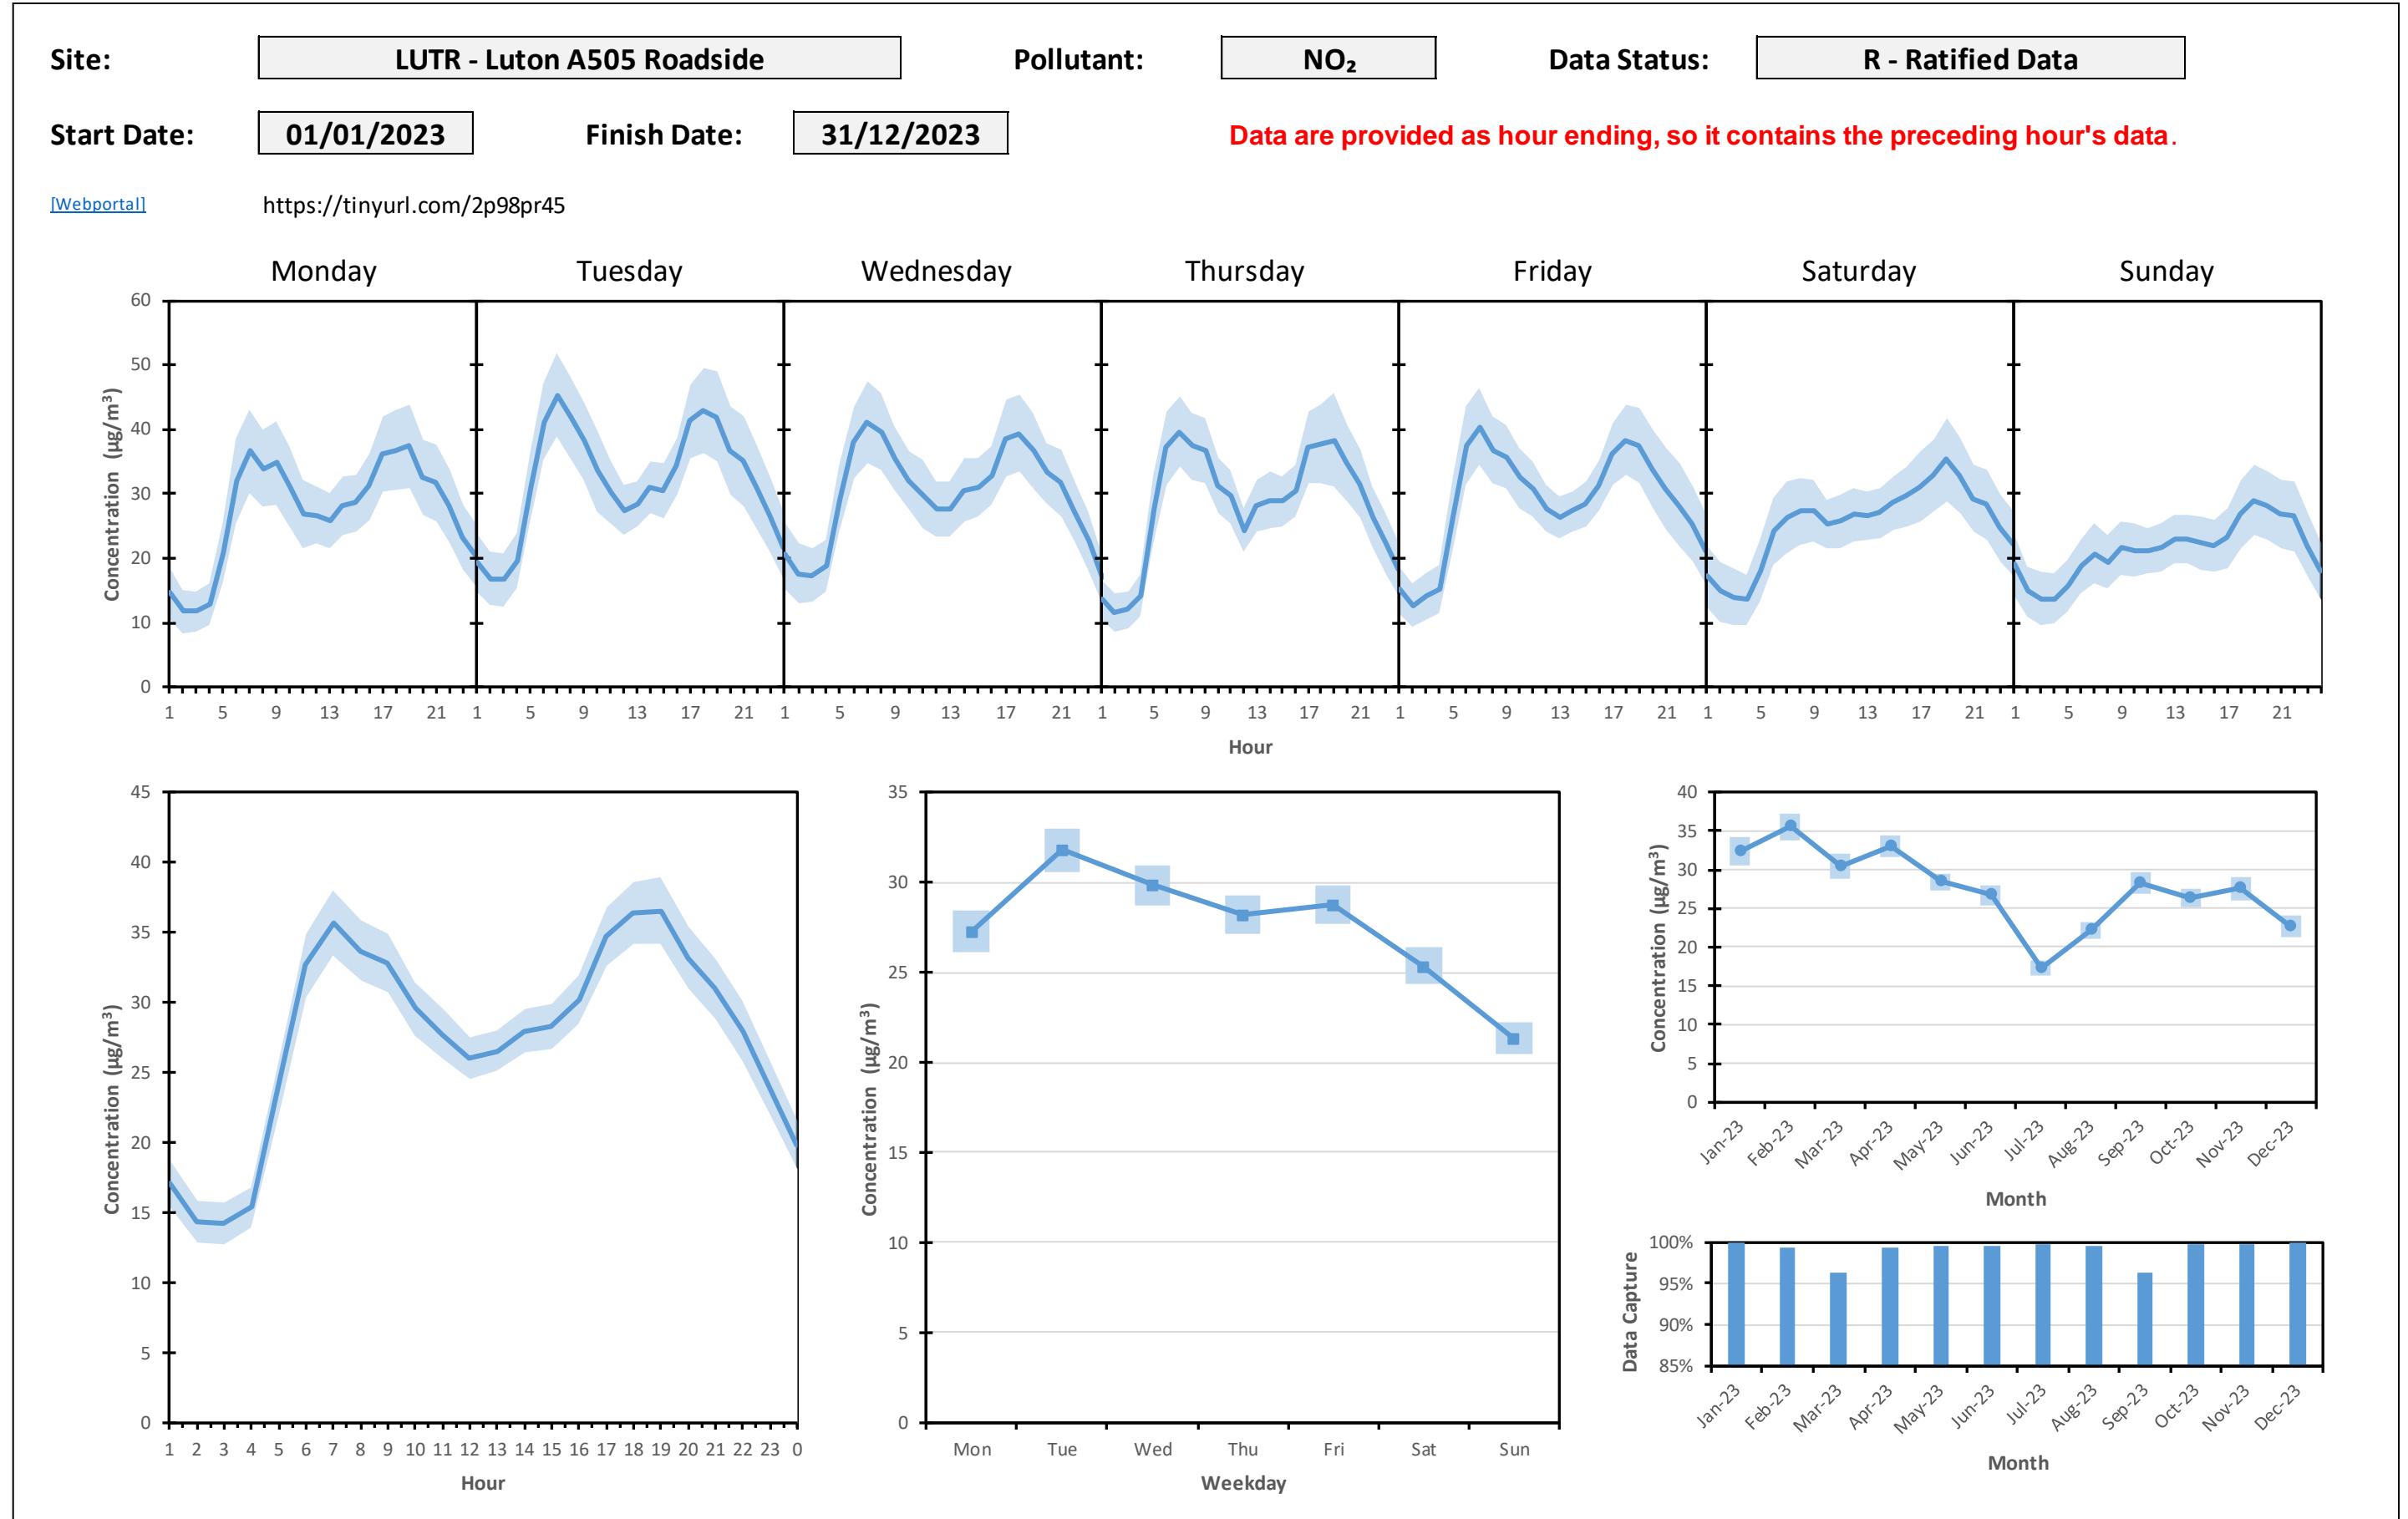 Site: LUTR - Luton A505 Roadside Pollutant: NO₂ Data Status: R - Ratified Data
Start Date: 01/01/2023 Finish Date: 31/12/2023 Data are provided as hour ending, so it contains the preceding hour's data.
[Webportal] https://tinyurl.com/2p98pr45
Monday Tuesday Wednesday Thursday Friday Saturday Sunday
Concentration (µg/m³)
60
50
40
30
20
10
0
1 5 9 13 17 21 1 5 9 13 17 21 1 5 9 13 17 21 1 5 9 13 17 21 1 5 9 13 17 21 1 5 9 13 17 21 1 5 9 13 17 21
Hour
Concentration (µg/m³)
45
40
35
30
25
20
15
10
5
0
1 2 3 4 5 6 7 8 9 10 11 12 13 14 15 16 17 18 19 20 21 22 23 0
Hour
Concentration (µg/m³)
35
30
25
20
15
10
5
0
Mon Tue Wed Thu Fri Sat Sun
Weekday
Concentration (µg/m³)
40
35
30
25
20
15
10
5
0
Jan-23 Feb-23 Mar-23 Apr-23 May-23 Jun-23 Jul-23 Aug-23 Sep-23 Oct-23 Nov-23 Dec-23
Month
Data Capture
100%
95%
90%
85%
Jan-23 Feb-23 Mar-23 Apr-23 May-23 Jun-23 Jul-23 Aug-23 Sep-23 Oct-23 Nov-23 Dec-23
Month